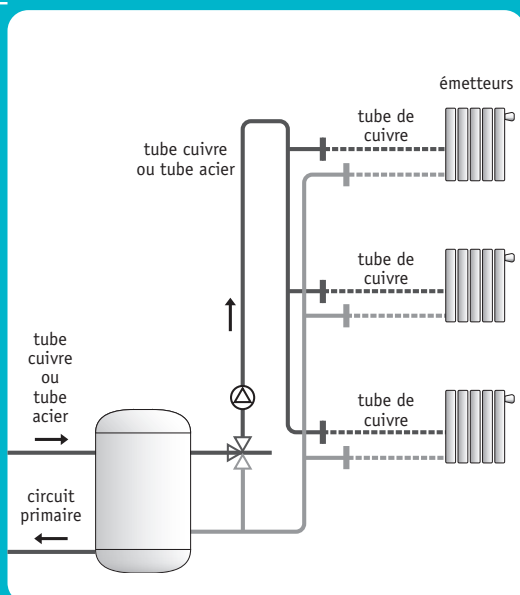 émetteurs
tube de
cuivre
tube cuivre
ou tube acier
tube de
cuivre
tube
cuivre
ou
tube
acier
tube de
cuivre
circuit
primaire